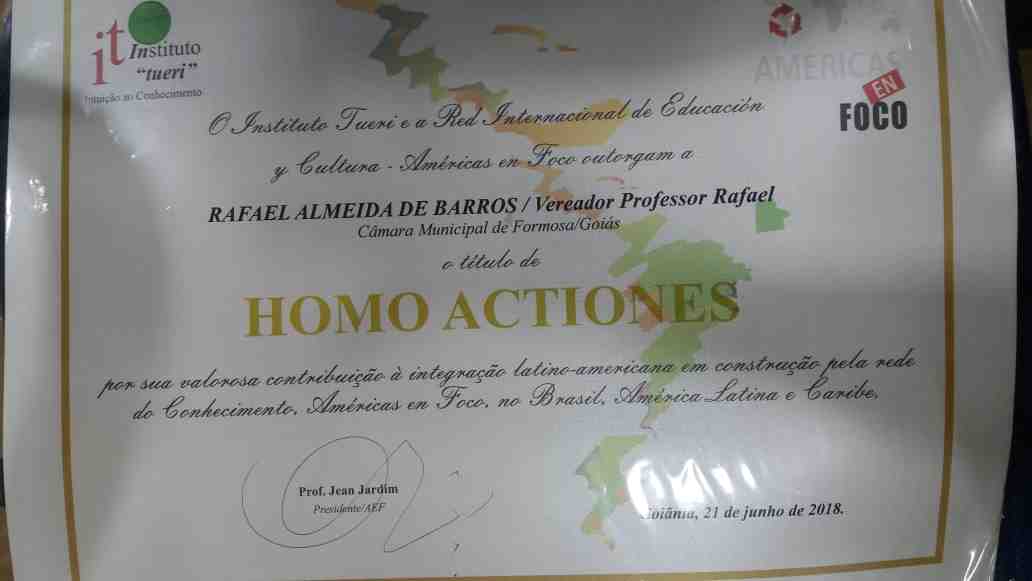 it Instituto
"tueri"
Intuição ao Conhecimento
AMERICAS
EN
FOCO
O Instituto Tueri e a Red Internacional de Educación
y Cultura - Américas en Foco outorgam a
RAFAEL ALMEIDA DE BARROS / Vereador Professor Rafael
Câmara Municipal de Formosa/Goiás
o título de
HOMO ACTIONES
por sua valorosa contribuição à integração latino-americana em construção pela rede
do Conhecimento, Américas en Foco, no Brasil, América Latina e Caribe.
Prof. Jean Jardim
Presidente/AEF
Goiânia, 21 de junho de 2018.